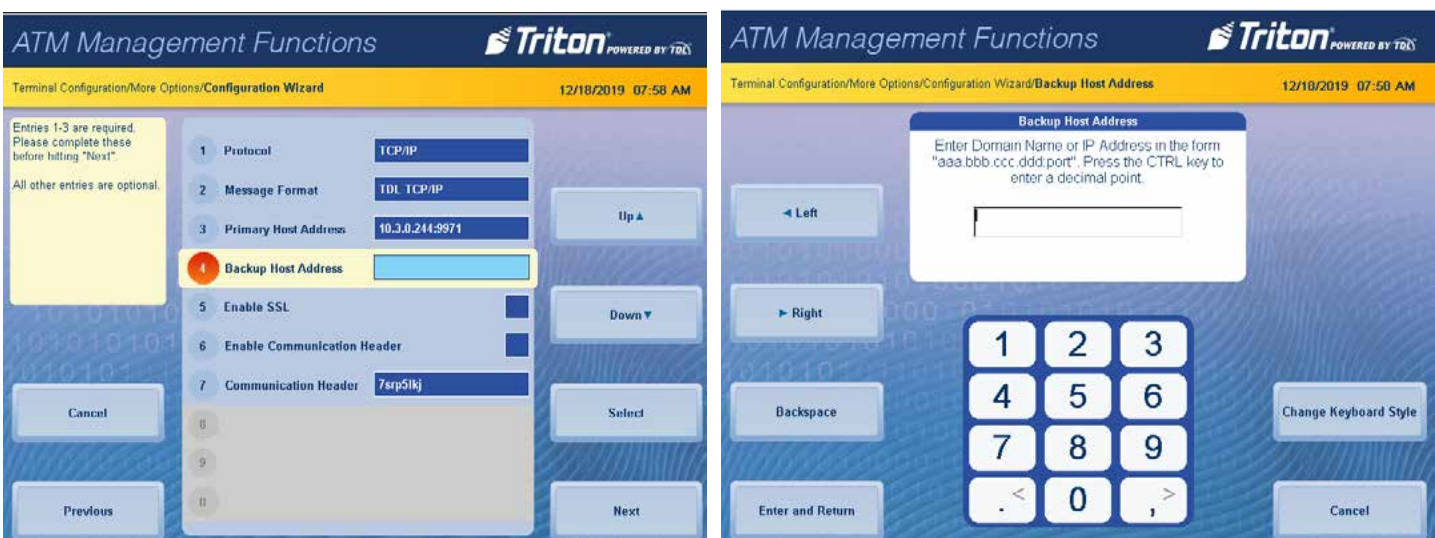 ATM Management Functions
Triton POWERED BY TDL
Terminal Configuration/More Options/Configuration Wizard
12/18/2019 07:58 AM
Entries 1-3 are required.
Please complete these
before hitting "Next".
All other entries are optional.
1 Protocol TCP/IP
2 Message Format TDL TCP/IP
3 Primary Host Address 10.3.0.244:9971
4 Backup Host Address
5 Enable SSL
6 Enable Communication Header
7 Communication Header 7srp5lkj
8
9
0
Up ▲
Down ▼
Cancel
Select
Previous
Next
ATM Management Functions
Triton POWERED BY TDL
Terminal Configuration/More Options/Configuration Wizard/Backup Host Address
12/18/2019 07:58 AM
Backup Host Address
Enter Domain Name or IP Address in the form
"aaa.bbb.ccc.ddd:port". Press the CTRL key to
enter a decimal point.
◄ Left
► Right
1 2 3
4 5 6
7 8 9
. < 0 , >
Backspace
Change Keyboard Style
Enter and Return
Cancel